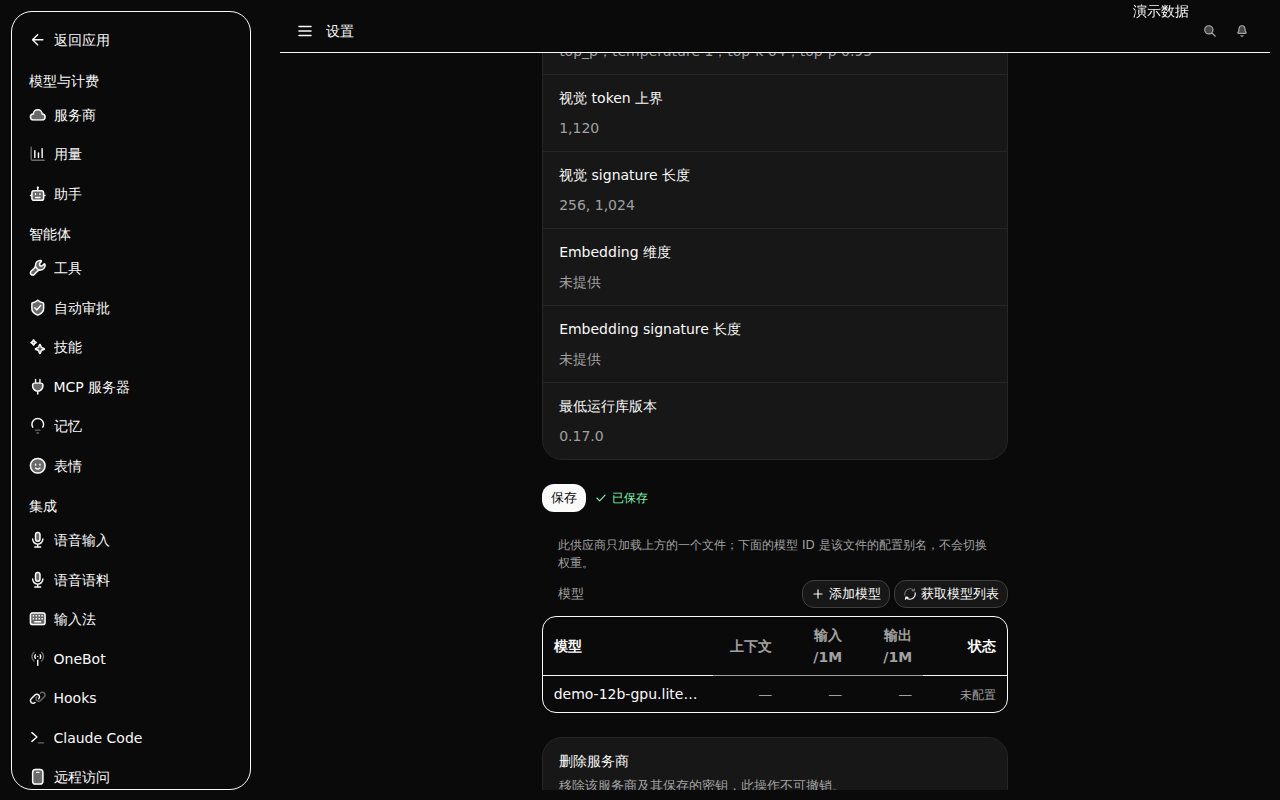 演示数据
返回应用
设置
模型与计费
服务商
用量
助手
智能体
工具
自动审批
技能
MCP 服务器
记忆
表情
集成
语音输入
语音语料
输入法
OneBot
Hooks
Claude Code
远程访问
视觉 token 上界
1,120
视觉 signature 长度
256, 1,024
Embedding 维度
未提供
Embedding signature 长度
未提供
最低运行库版本
0.17.0
保存 已保存
此供应商只加载上方的一个文件；下面的模型 ID 是该文件的配置别名，不会切换
权重。
模型 添加模型 获取模型列表
模型 上下文 输入 /1M 输出 /1M 状态
demo-12b-gpu.lite… — — — 未配置
删除服务商
移除该服务商及其保存的密钥，此操作不可撤销。